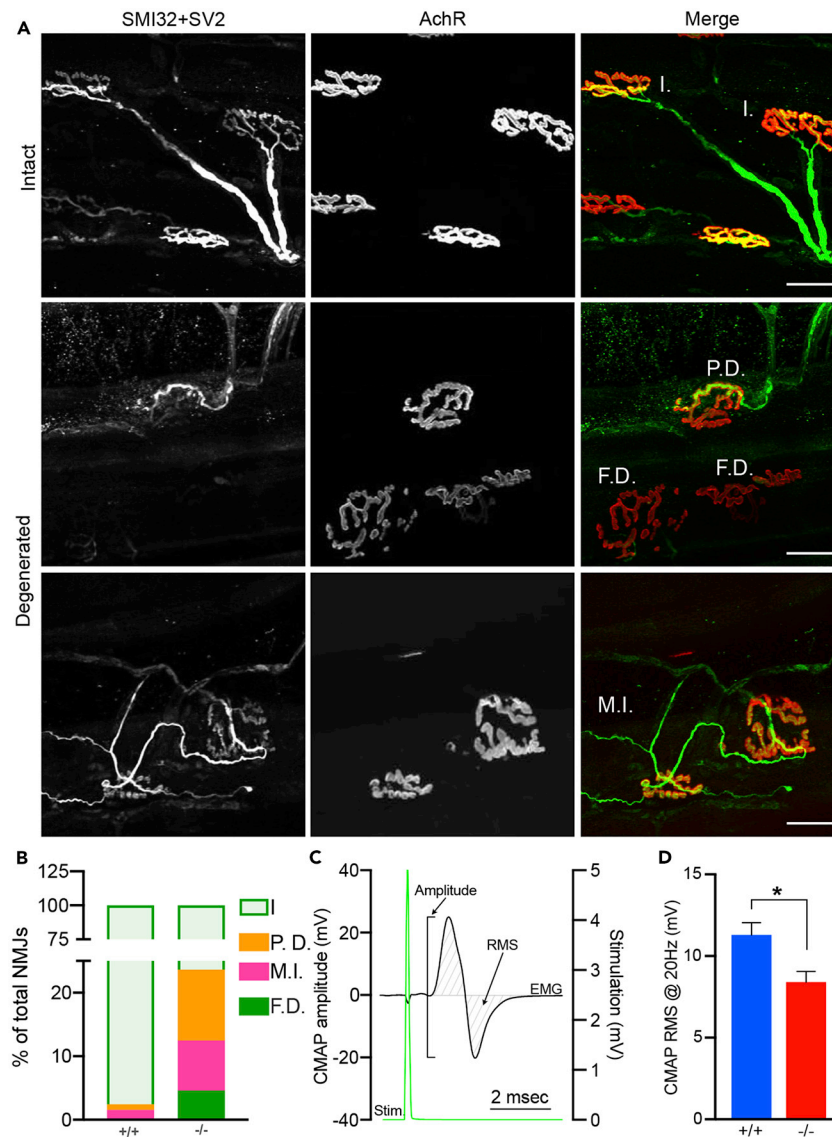 A
SMI32+SV2
AchR
Merge
Intact
I.
I.
Degenerated
P.D.
F.D.
F.D.
M.I.
B
% of total NMJs
125
100
75
20
10
0
+/+
-/-
I
P. D.
M.I.
F.D.
C
CMAP amplitude (mV)
40
20
0
-20
-40
Amplitude
RMS
EMG
Stim.
2 msec
5
4
3
2
1
0
Stimulation (mV)
D
CMAP RMS @ 20Hz (mV)
15
10
5
0
*
+/+
-/-